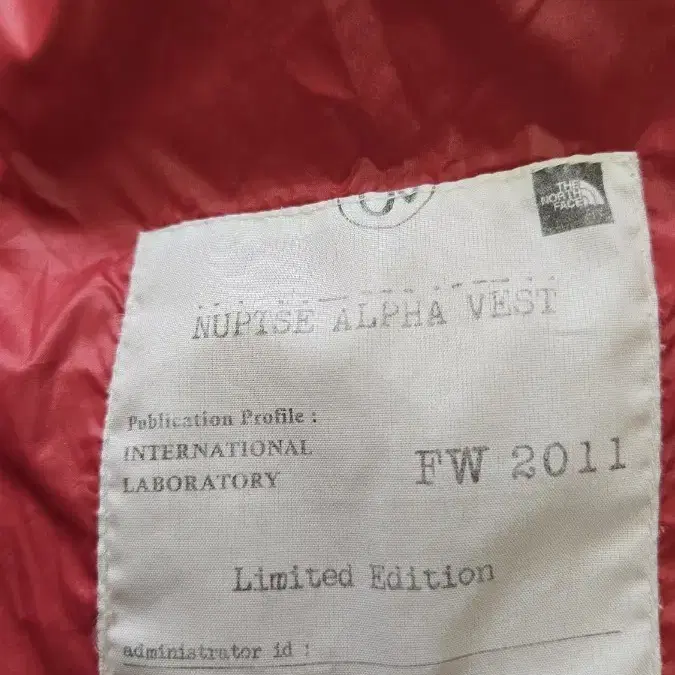 THE
NORTH
FACE
NUPTSE ALPHA VEST
Publication Profile :
INTERNATIONAL
LABORATORY
FW 2011
Limited Edition
administrator id :